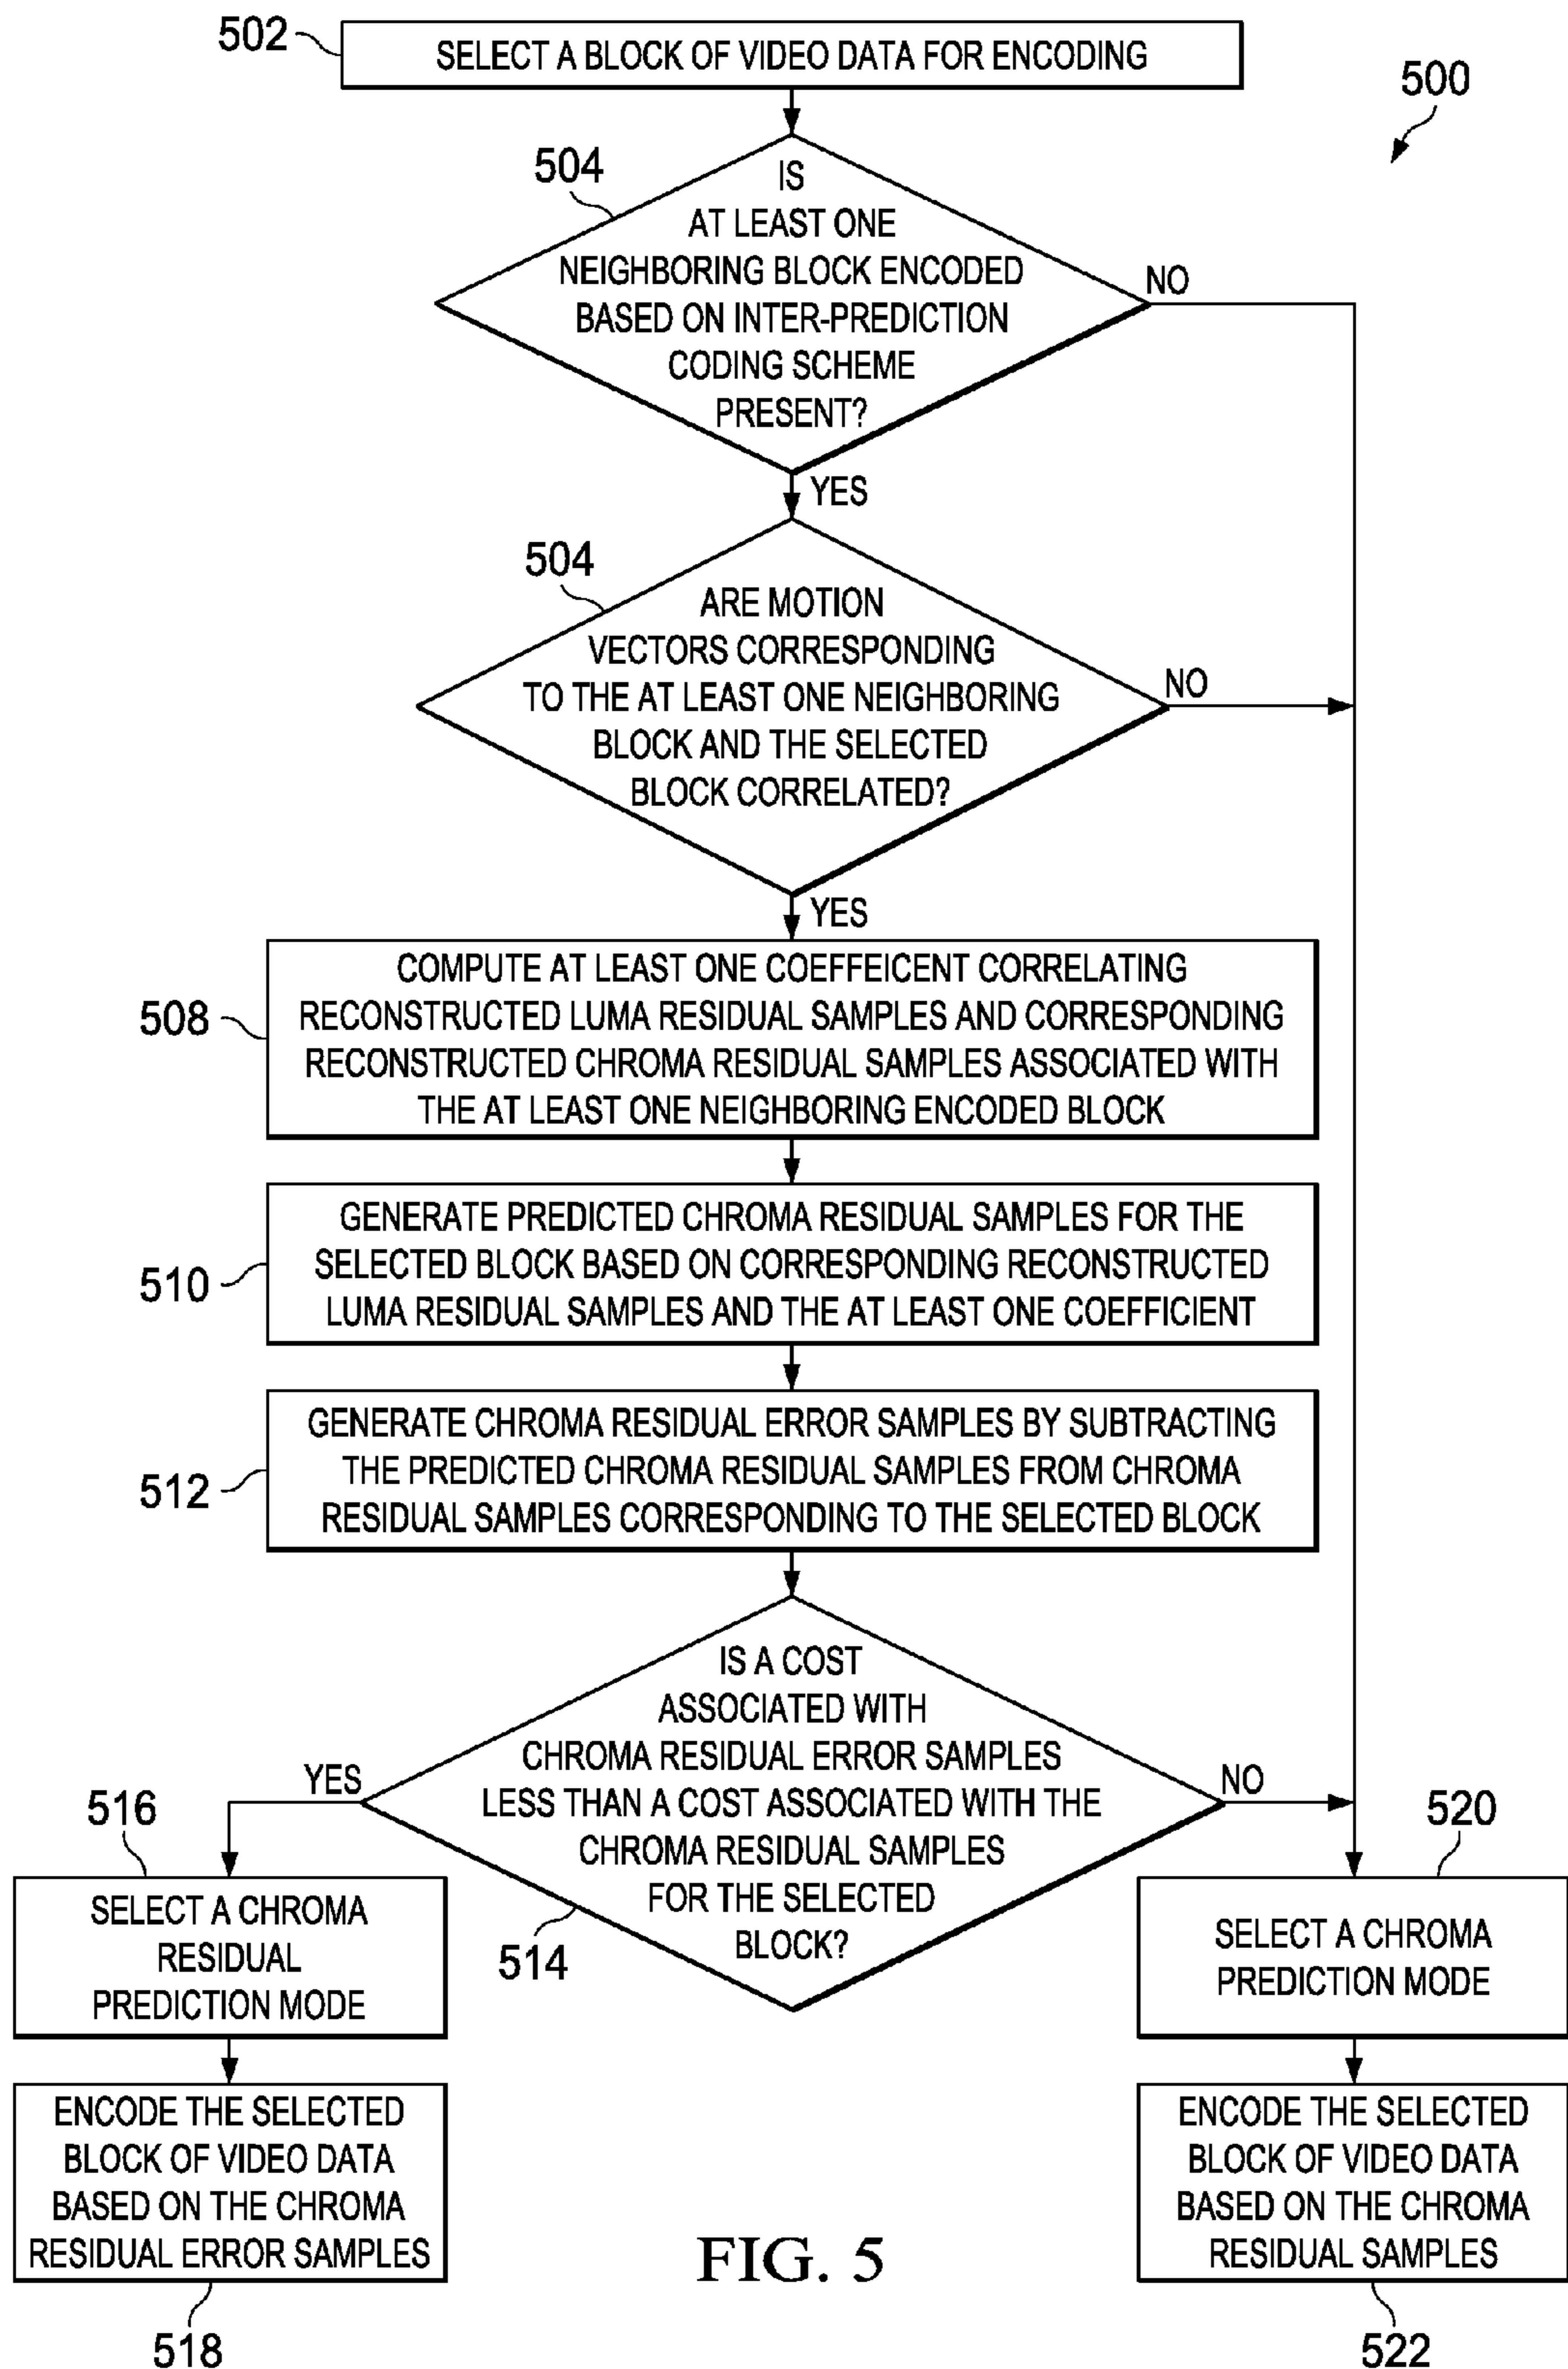 502
SELECT A BLOCK OF VIDEO DATA FOR ENCODING
500
504
IS
AT LEAST ONE
NEIGHBORING BLOCK ENCODED
BASED ON INTER-PREDICTION
CODING SCHEME
PRESENT?
NO
YES
504
ARE MOTION
VECTORS CORRESPONDING
TO THE AT LEAST ONE NEIGHBORING
BLOCK AND THE SELECTED
BLOCK CORRELATED?
NO
YES
508
COMPUTE AT LEAST ONE COEFFEICENT CORRELATING
RECONSTRUCTED LUMA RESIDUAL SAMPLES AND CORRESPONDING
RECONSTRUCTED CHROMA RESIDUAL SAMPLES ASSOCIATED WITH
THE AT LEAST ONE NEIGHBORING ENCODED BLOCK
510
GENERATE PREDICTED CHROMA RESIDUAL SAMPLES FOR THE
SELECTED BLOCK BASED ON CORRESPONDING RECONSTRUCTED
LUMA RESIDUAL SAMPLES AND THE AT LEAST ONE COEFFICIENT
512
GENERATE CHROMA RESIDUAL ERROR SAMPLES BY SUBTRACTING
THE PREDICTED CHROMA RESIDUAL SAMPLES FROM CHROMA
RESIDUAL SAMPLES CORRESPONDING TO THE SELECTED BLOCK
IS A COST
ASSOCIATED WITH
CHROMA RESIDUAL ERROR SAMPLES
LESS THAN A COST ASSOCIATED WITH THE
CHROMA RESIDUAL SAMPLES
FOR THE SELECTED
BLOCK?
YES
NO
514
516
SELECT A CHROMA
RESIDUAL
PREDICTION MODE
520
SELECT A CHROMA
PREDICTION MODE
ENCODE THE SELECTED
BLOCK OF VIDEO DATA
BASED ON THE CHROMA
RESIDUAL ERROR SAMPLES
518
ENCODE THE SELECTED
BLOCK OF VIDEO DATA
BASED ON THE CHROMA
RESIDUAL SAMPLES
522
FIG. 5